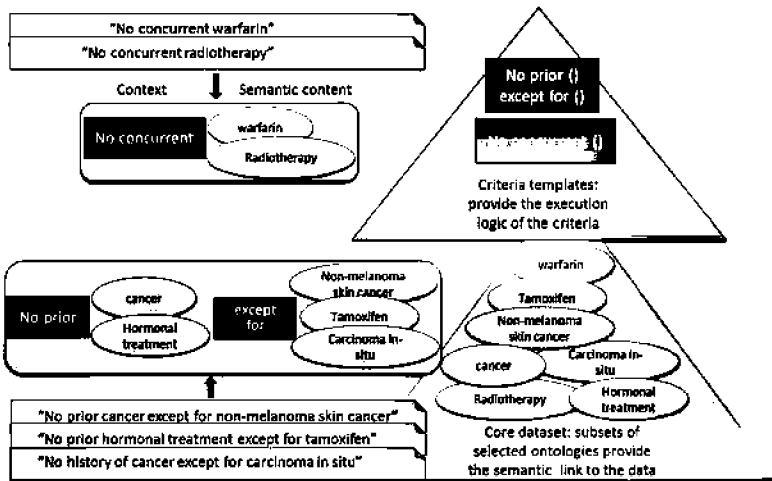 "No concurrent warfarin"
"No concurrent radiotherapy"
Context
Semantic content
No concurrent
warfarin
Radiotherapy
No prior ()
except for ()
No concurrent ()
Criteria templates:
provide the execution
logic of the criteria
No prior
cancer
Hormonal
treatment
except
for
Non-melanoma
skin cancer
Tamoxifen
Carcinoma in-
situ
warfarin
Tamoxifen
Non-melanoma
skin cancer
cancer
Carcinoma in-
situ
Radiotherapy
Hormonal
treatment
"No prior cancer except for non-melanoma skin cancer"
"No prior hormonal treatment except for tamoxifen"
"No history of cancer except for carcinoma in situ"
Core dataset: subsets of
selected ontologies provide
the semantic link to the data